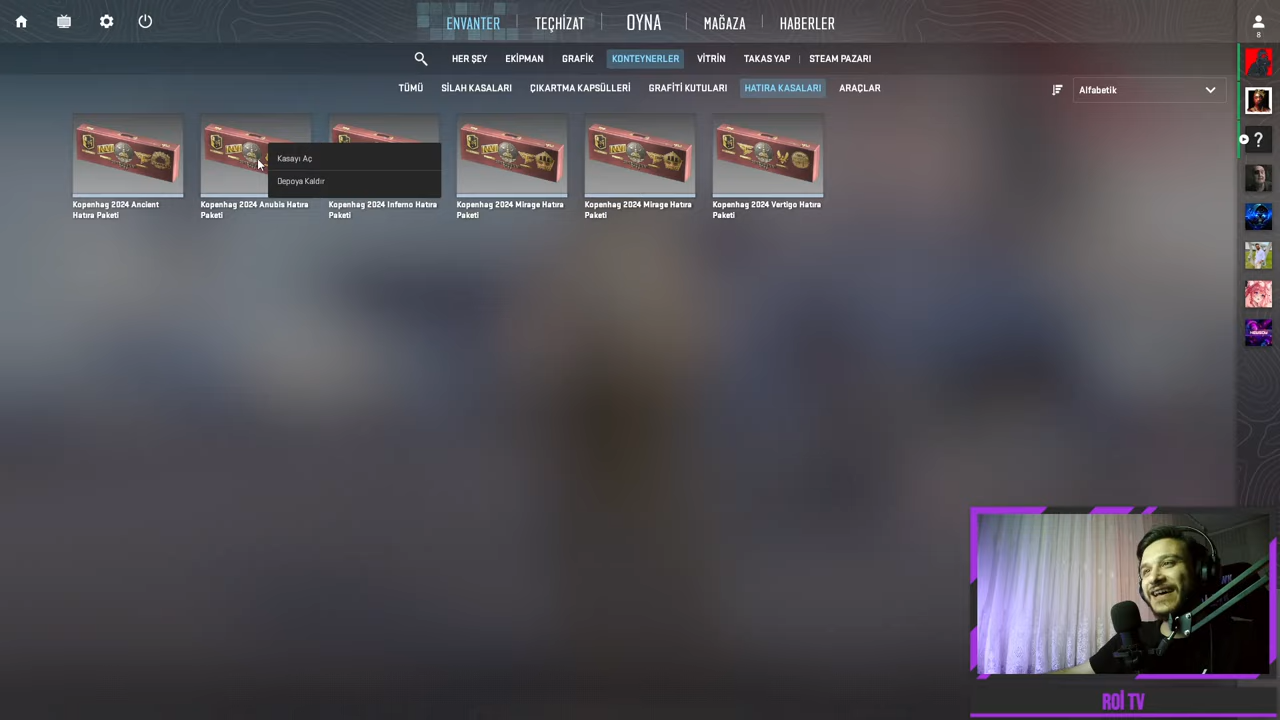 ENVANTER
TEÇHİZAT
OYNA
MAĞAZA
HABERLER
8
HER ŞEY
EKİPMAN
GRAFİK
KONTEYNERLER
VİTRİN
TAKAS YAP
STEAM PAZARI
TÜMÜ
SİLAH KASALARI
ÇIKARTMA KAPSÜLLERİ
GRAFİTİ KUTULARI
HATIRA KASALARI
ARAÇLAR
Alfabetik
Kasayı Aç
Depoya Kaldır
Kopenhag 2024 Ancient
Hatıra Paketi
Kopenhag 2024 Anubis Hatıra
Paketi
Kopenhag 2024 Inferno Hatıra
Paketi
Kopenhag 2024 Mirage Hatıra
Paketi
Kopenhag 2024 Mirage Hatıra
Paketi
Kopenhag 2024 Vertigo Hatıra
Paketi
?
ROİ TV